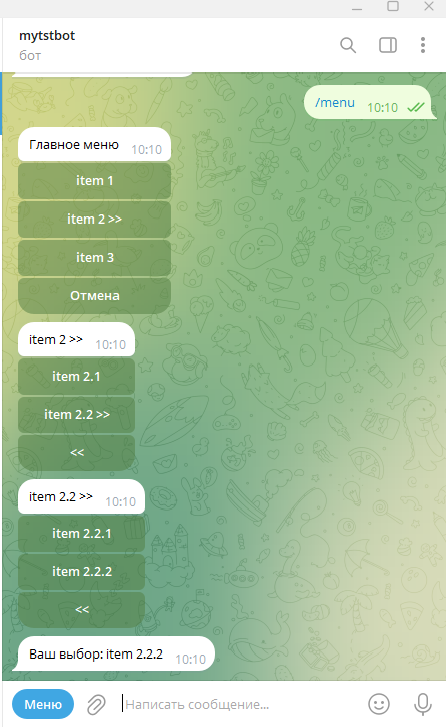 mytstbot
бот
/menu 10:10
Главное меню 10:10
item 1
item 2 >>
item 3
Отмена
item 2 >> 10:10
item 2.1
item 2.2 >>
<<
item 2.2 >> 10:10
item 2.2.1
item 2.2.2
<<
Ваш выбор: item 2.2.2 10:10
Меню Написать сообщение...